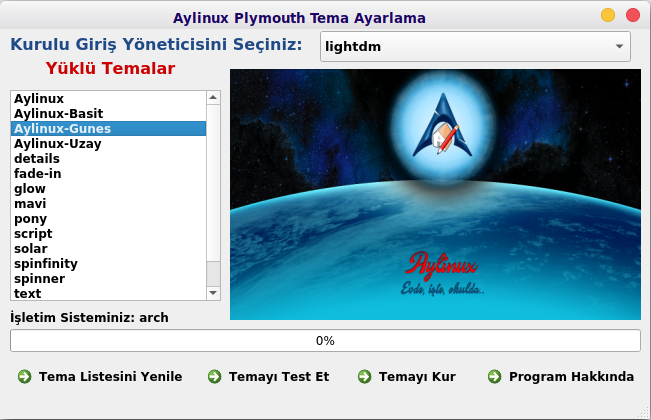 Aylinux Plymouth Tema Ayarlama
Kurulu Giriş Yöneticisini Seçiniz:
lightdm
Yüklü Temalar
Aylinux
Aylinux-Basit
Aylinux-Gunes
Aylinux-Uzay
details
fade-in
glow
mavi
pony
script
solar
spinfinity
spinner
text
Aylinux
Evde, işte, okulda..
İşletim Sisteminiz: arch
0%
Tema Listesini Yenile
Temayı Test Et
Temayı Kur
Program Hakkında